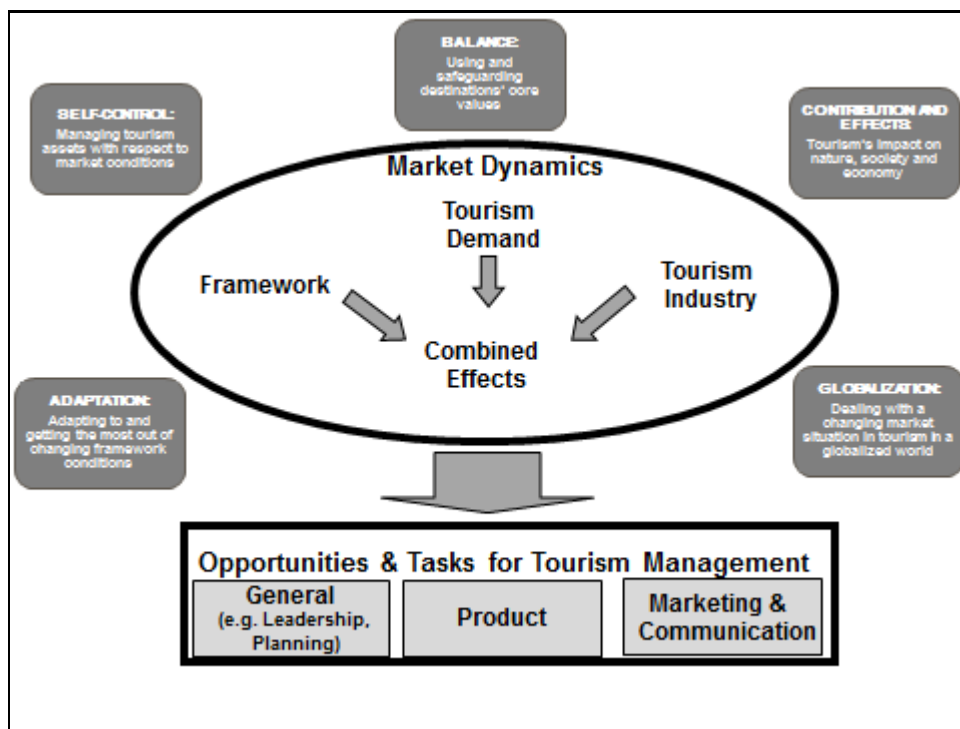 BALANCE:
Using and
safeguarding
destinations' core
values
SELF-CONTROL:
Managing tourism
assets with respect to
market conditions
CONTRIBUTION AND
EFFECTS:
Tourism's impact on
nature, society and
economy
Market Dynamics
Tourism
Demand
Framework
Tourism
Industry
Combined
Effects
ADAPTATION:
Adapting to and
getting the most out of
changing framework
conditions
GLOBALIZATION:
Dealing with a
changing market
situation in tourism in a
globalized world
Opportunities & Tasks for Tourism Management
General
(e.g. Leadership,
Planning)
Product
Marketing &
Communication